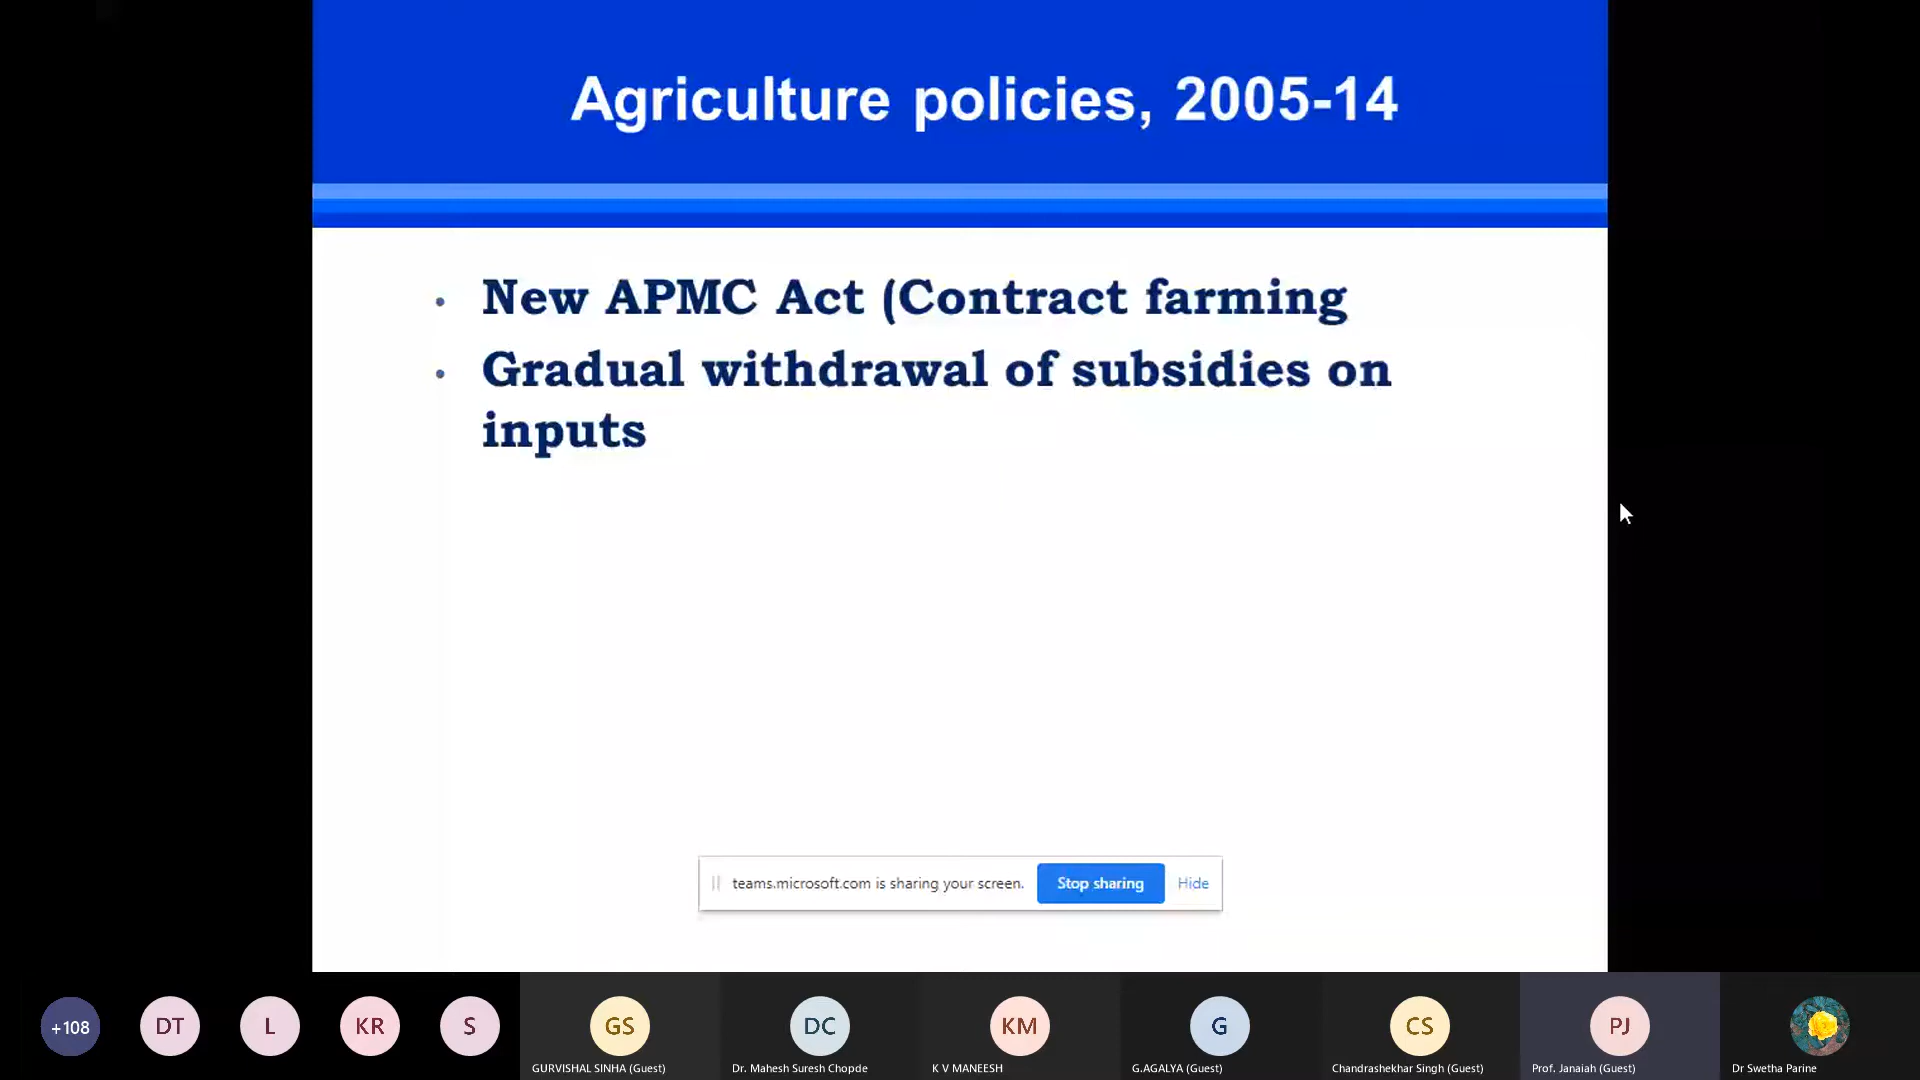 Agriculture policies, 2005-14
• New APMC Act (Contract farming
• Gradual withdrawal of subsidies on
inputs
teams.microsoft.com is sharing your screen. Stop sharing Hide
+108 DT L KR S GS DC KM G CS PJ
GURVISHAL SINHA (Guest) Dr. Mahesh Suresh Chopde K V MANEESH G.AGALYA (Guest) Chandrashekhar Singh (Guest) Prof. Janaiah (Guest) Dr Swetha Parine